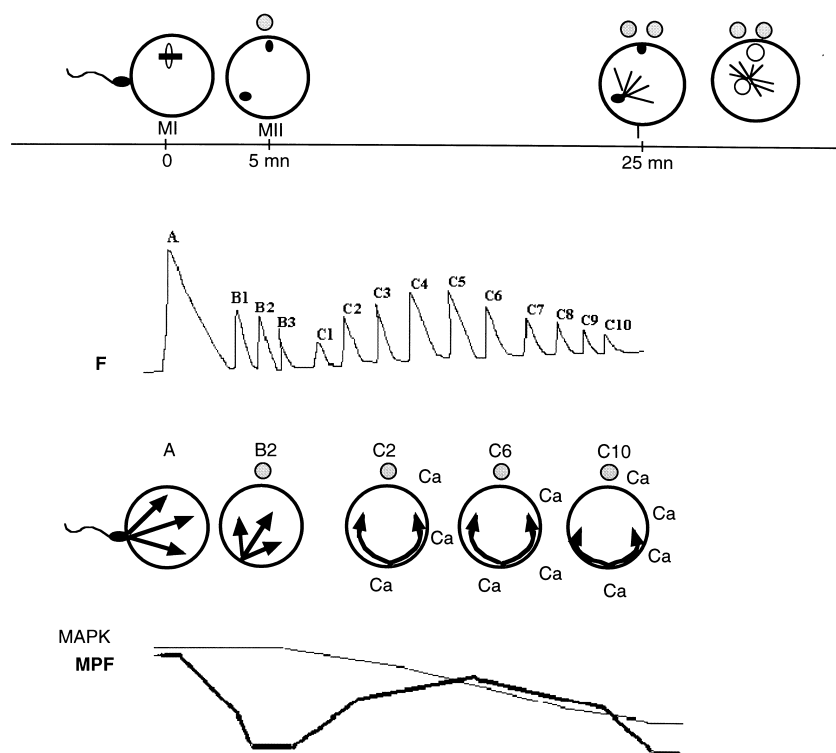 MI MII
0 5 mn 25 mn
A
B1 B2 B3 C1 C2 C3 C4 C5 C6 C7 C8 C9 C10
F
A B2 C2 C6 C10
Ca Ca
Ca Ca
Ca Ca
Ca Ca Ca Ca
MAPK
MPF